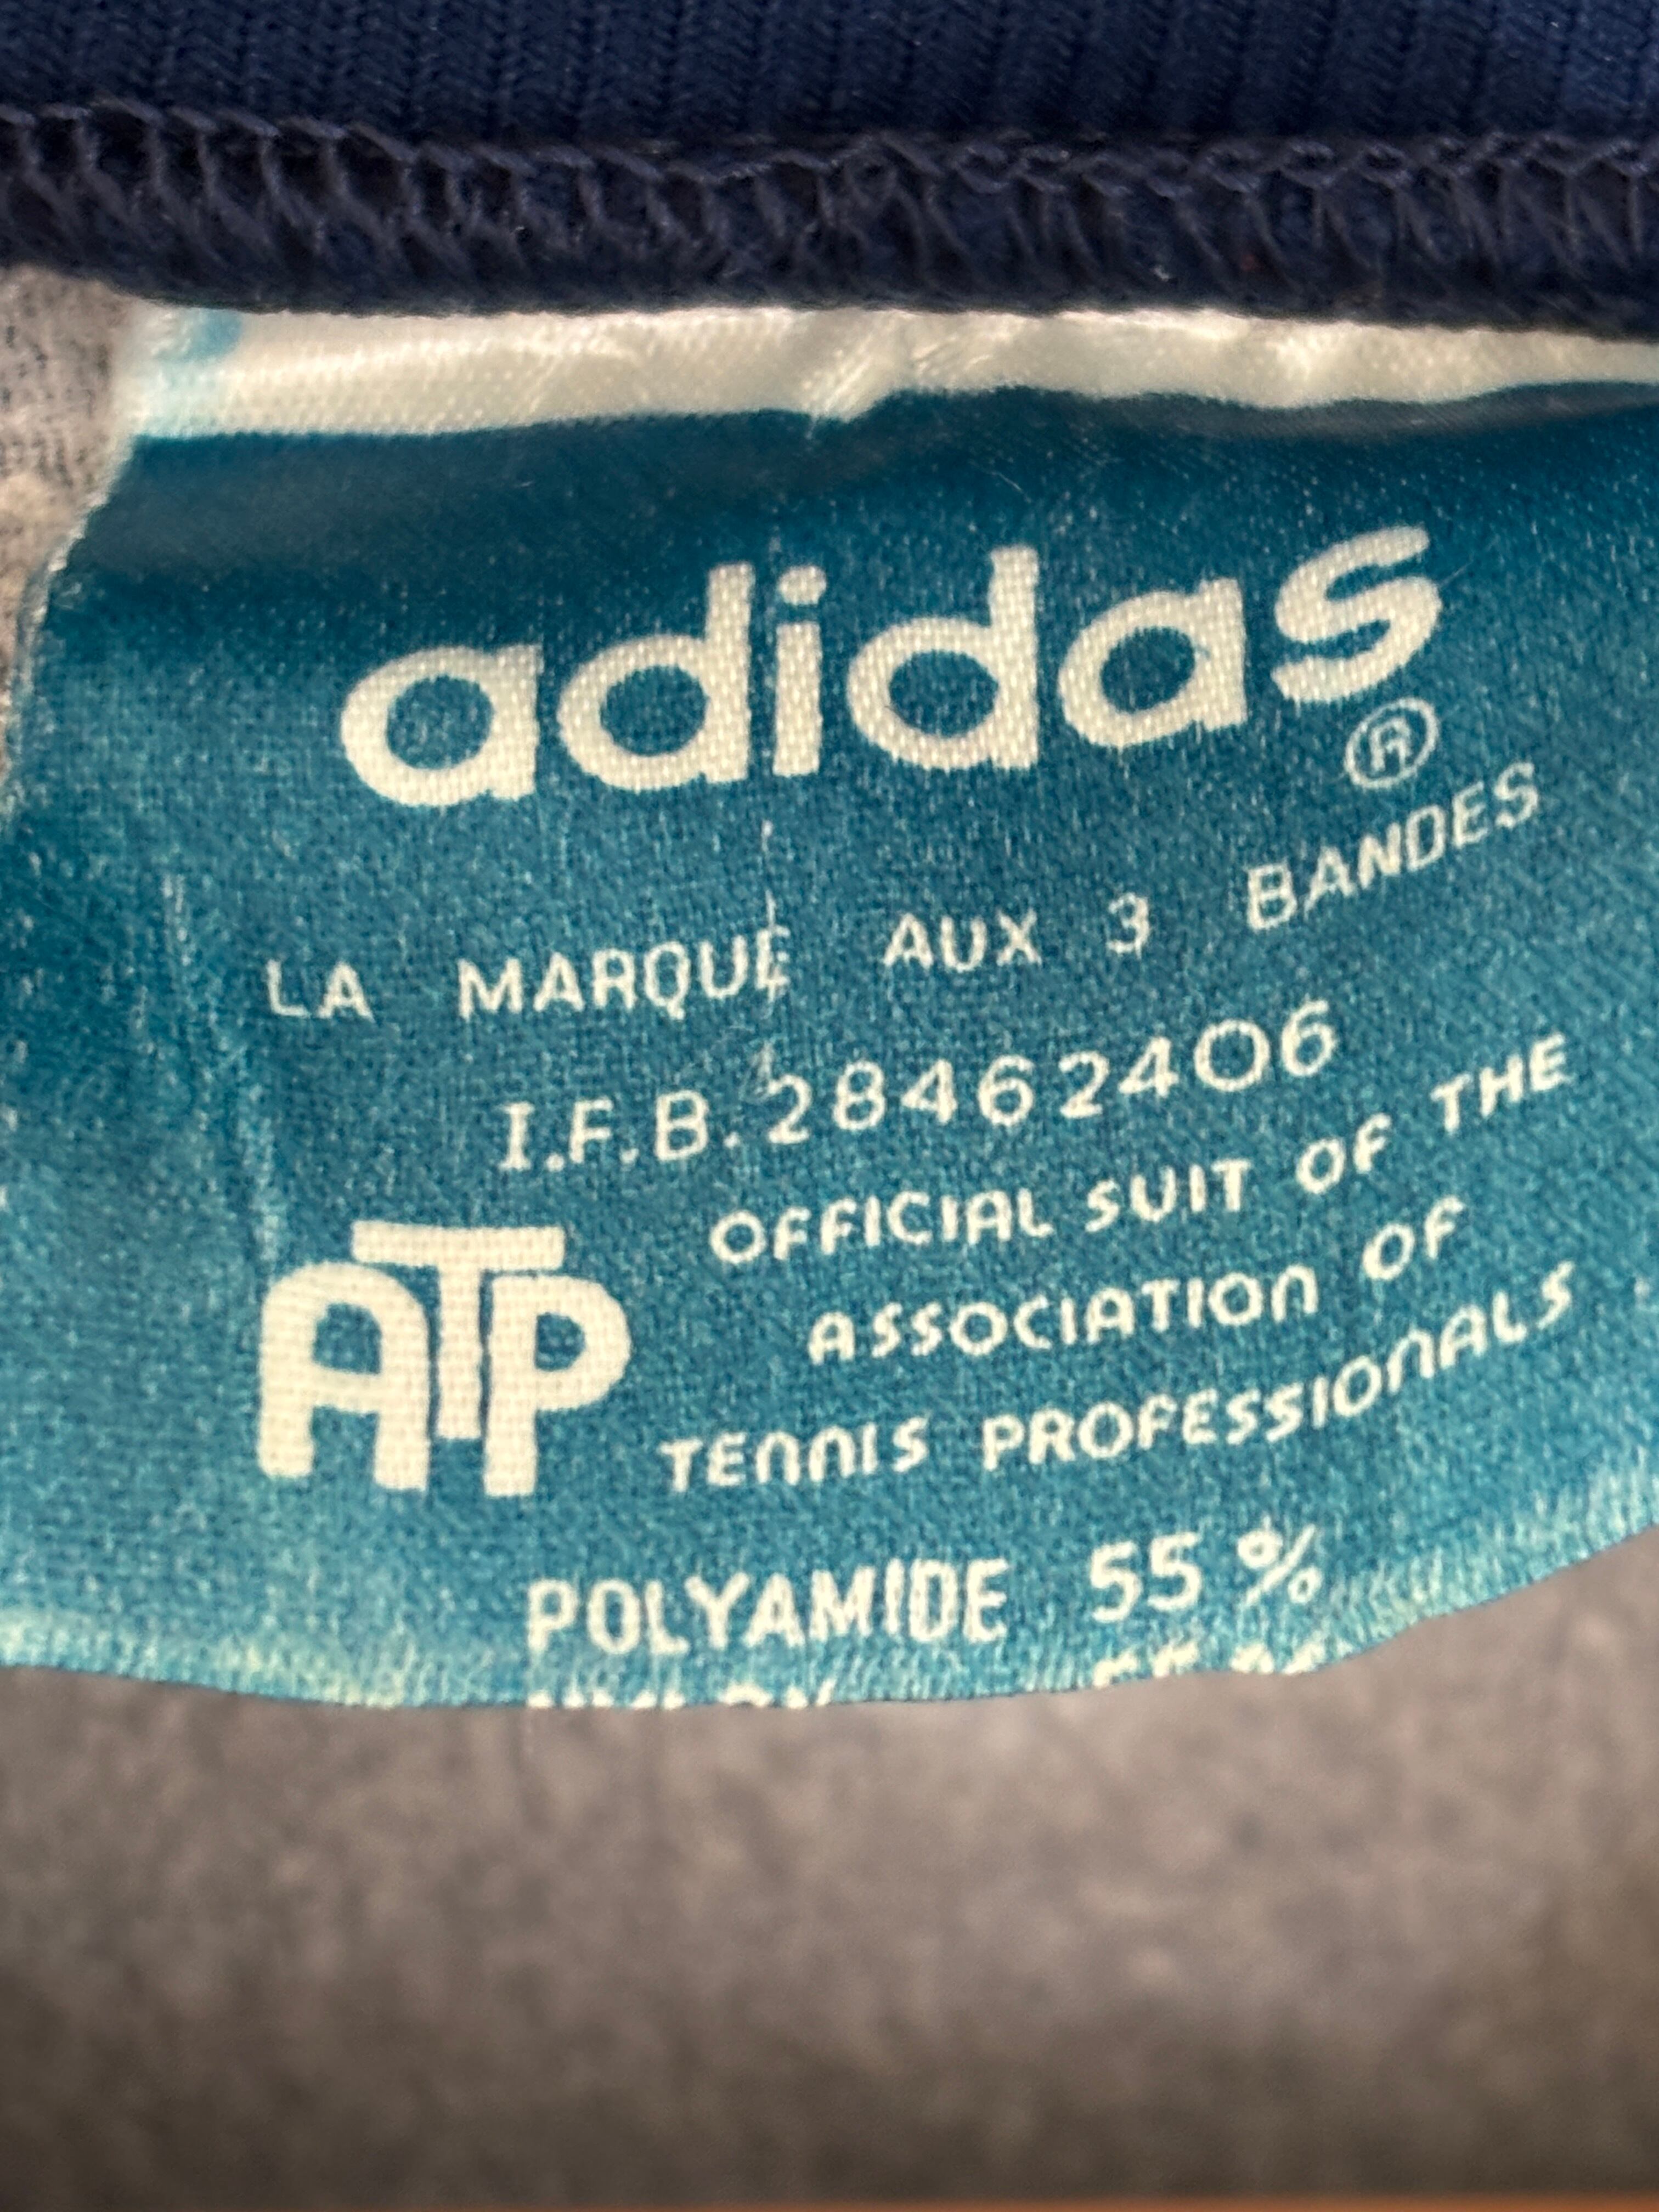 adidas
®
LA MARQUE AUX 3 BANDES
I.F.B. 28462406
OFFICIAL SUIT OF THE
ASSOCIATION OF
TENNIS PROFESSIONALS
ATP
POLYAMIDE 55 %